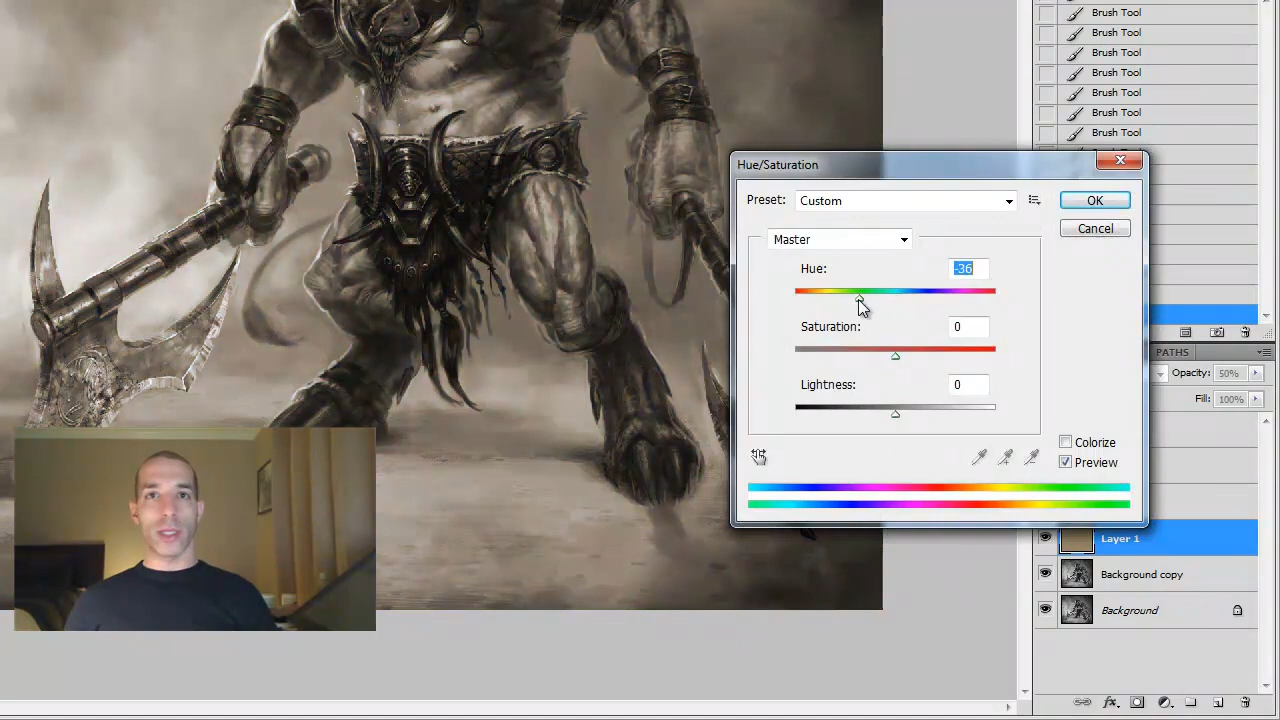 Brush Tool
Brush Tool
Brush Tool
Brush Tool
Brush Tool
Brush Tool
Brush Tool
Hue/Saturation
Preset: Custom
OK
Cancel
Master
Hue: -36
Saturation: 0
Lightness: 0
Colorize
Preview
PATHS
Opacity: 50%
Fill: 100%
Layer 1
Background copy
Background
fx